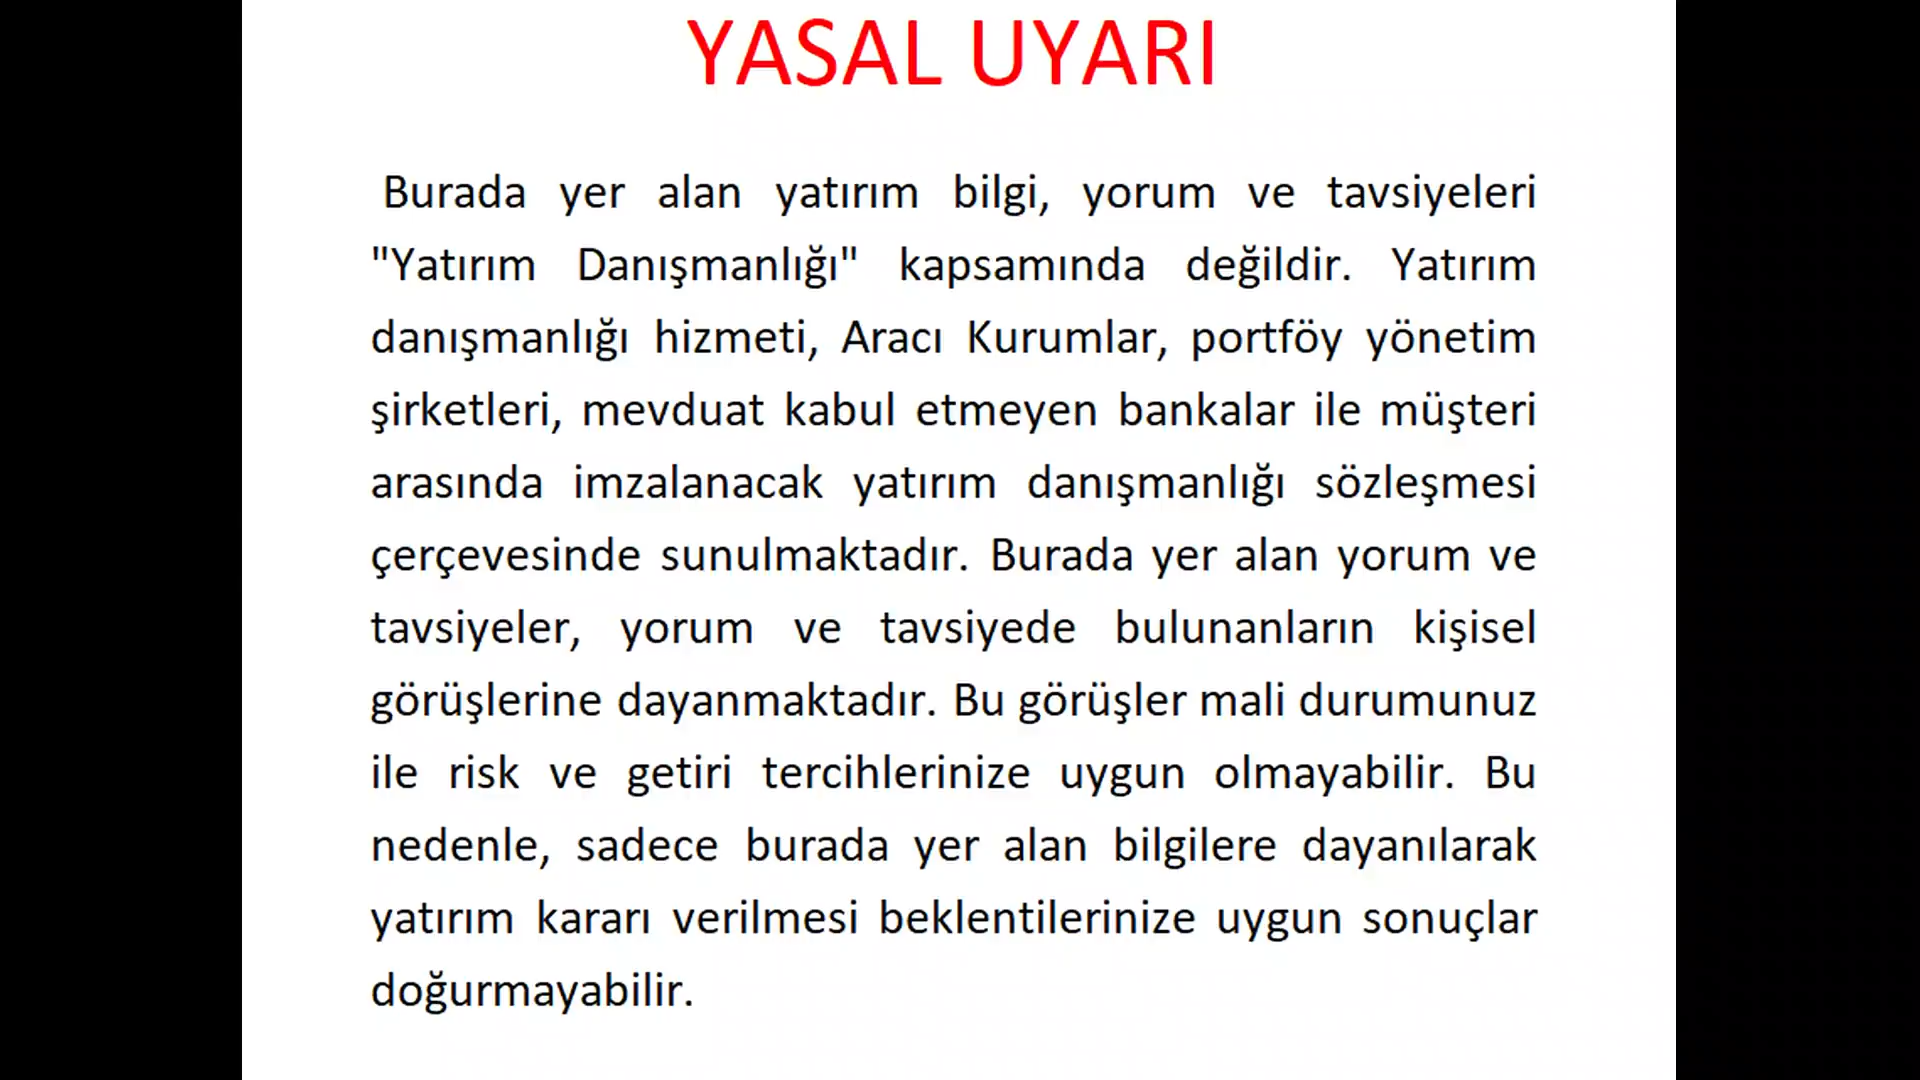 YASAL UYARI
Burada yer alan yatırım bilgi, yorum ve tavsiyeleri
"Yatırım Danışmanlığı" kapsamında değildir. Yatırım
danışmanlığı hizmeti, Aracı Kurumlar, portföy yönetim
şirketleri, mevduat kabul etmeyen bankalar ile müşteri
arasında imzalanacak yatırım danışmanlığı sözleşmesi
çerçevesinde sunulmaktadır. Burada yer alan yorum ve
tavsiyeler, yorum ve tavsiyede bulunanların kişisel
görüşlerine dayanmaktadır. Bu görüşler mali durumunuz
ile risk ve getiri tercihlerinize uygun olmayabilir. Bu
nedenle, sadece burada yer alan bilgilere dayanılarak
yatırım kararı verilmesi beklentilerinize uygun sonuçlar
doğurmayabilir.